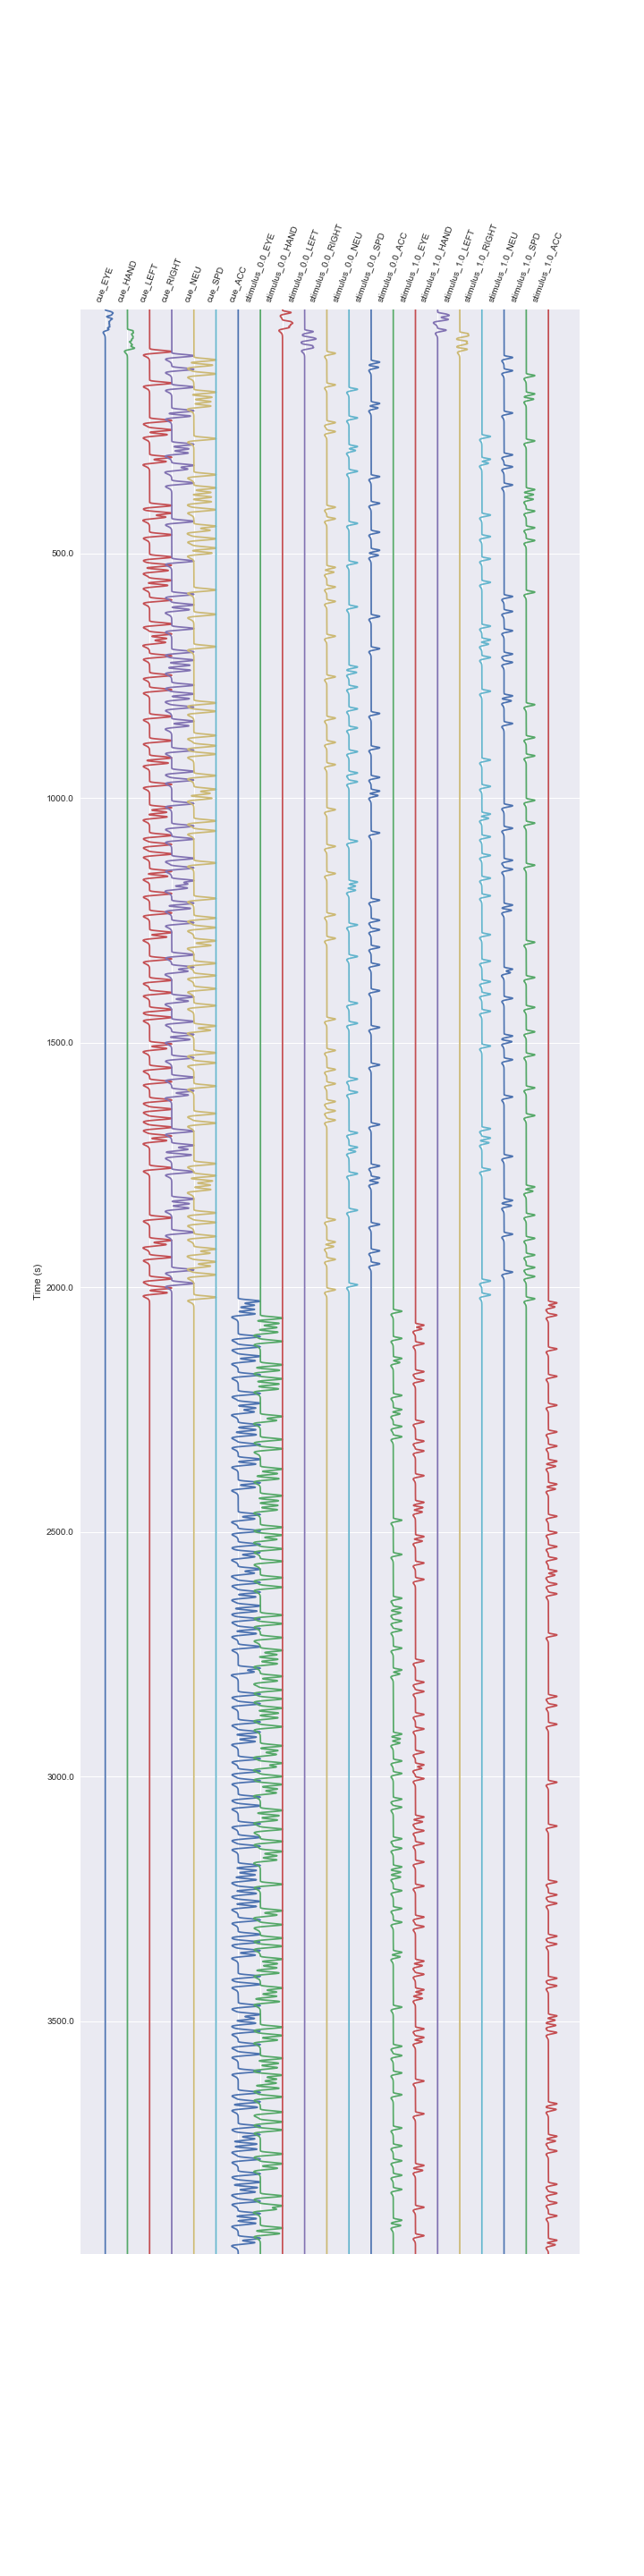 cue_EYE
cue_HAND
cue_LEFT
cue_RIGHT
cue_NEU
cue_SPD
cue_ACC
stimulus_0.0_EYE
stimulus_0.0_HAND
stimulus_0.0_LEFT
stimulus_0.0_RIGHT
stimulus_0.0_NEU
stimulus_0.0_SPD
stimulus_0.0_ACC
stimulus_1.0_EYE
stimulus_1.0_HAND
stimulus_1.0_LEFT
stimulus_1.0_RIGHT
stimulus_1.0_NEU
stimulus_1.0_SPD
stimulus_1.0_ACC
500.0
1000.0
1500.0
Time (s)
2000.0
2500.0
3000.0
3500.0